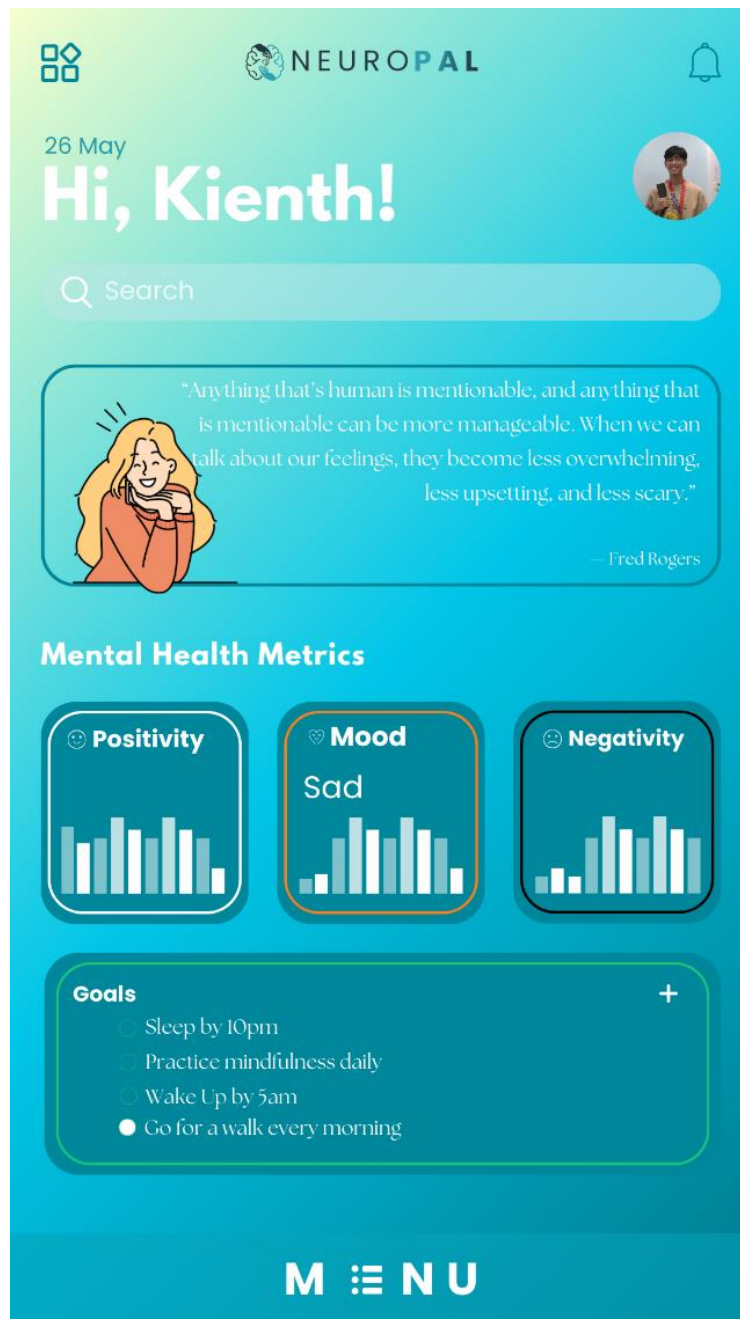 NEUROPAL
26 May
Hi, Kienth!
Search
“Anything that’s human is mentionable, and anything that
is mentionable can be more manageable. When we can
talk about our feelings, they become less overwhelming,
less upsetting, and less scary.”
— Fred Rogers
Mental Health Metrics
Positivity
Mood
Sad
Negativity
Goals
+
Sleep by 10pm
Practice mindfulness daily
Wake Up by 5am
Go for a walk every morning
M NU